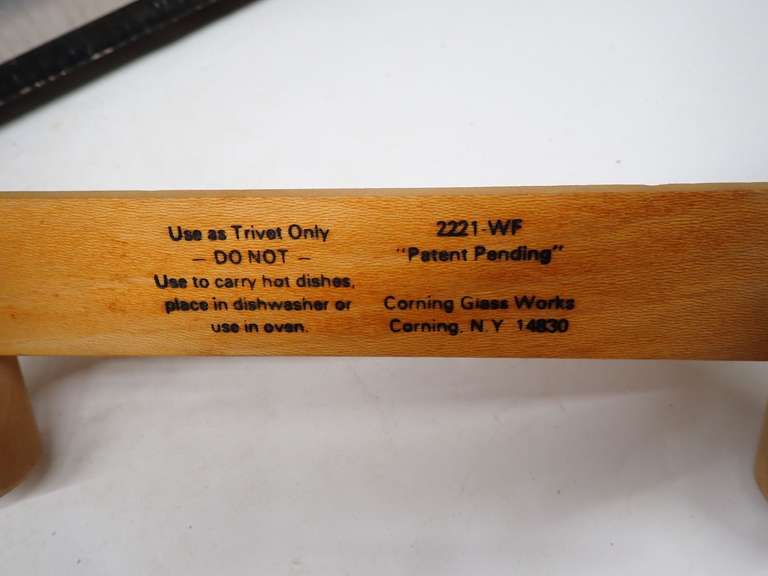 Use as Trivet Only
— DO NOT —
Use to carry hot dishes,
place in dishwasher or
use in oven.
2221-WF
"Patent Pending"
Corning Glass Works
Corning, N.Y. 14830